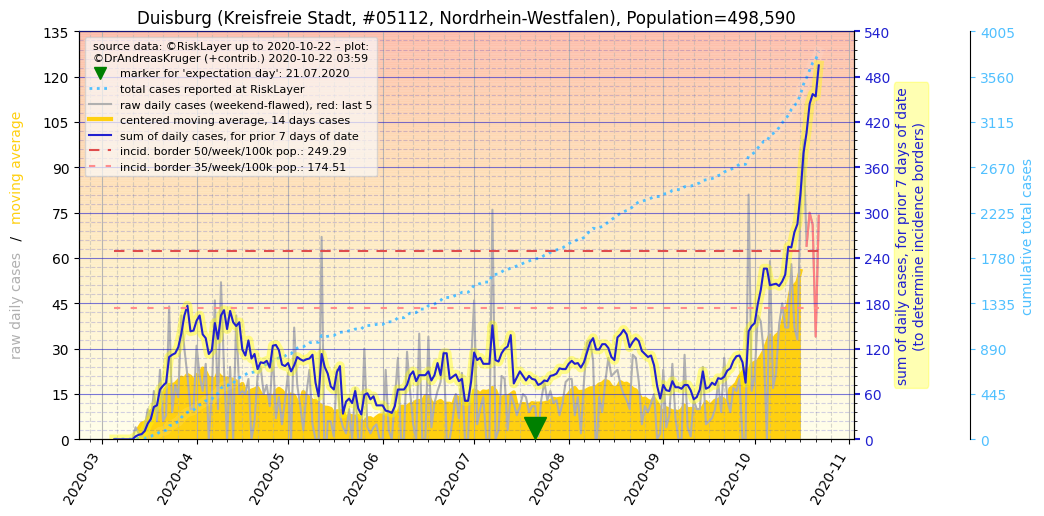 Duisburg (Kreisfreie Stadt, #05112, Nordrhein-Westfalen), Population=498,590
source data: ©RiskLayer up to 2020-10-22 – plot:
©DrAndreasKruger (+contrib.) 2020-10-22 03:59
marker for 'expectation day': 21.07.2020
total cases reported at RiskLayer
raw daily cases (weekend-flawed), red: last 5
centered moving average, 14 days cases
sum of daily cases, for prior 7 days of date
incid. border 50/week/100k pop.: 249.29
incid. border 35/week/100k pop.: 174.51
raw daily cases / moving average
135
120
105
90
75
60
45
30
15
0
2020-03
2020-04
2020-05
2020-06
2020-07
2020-08
2020-09
2020-10
2020-11
540
480
420
360
300
240
180
120
60
0
sum of daily cases, for prior 7 days of date
(to determine incidence borders)
4005
3560
3115
2670
2225
1780
1335
890
445
0
cumulative total cases